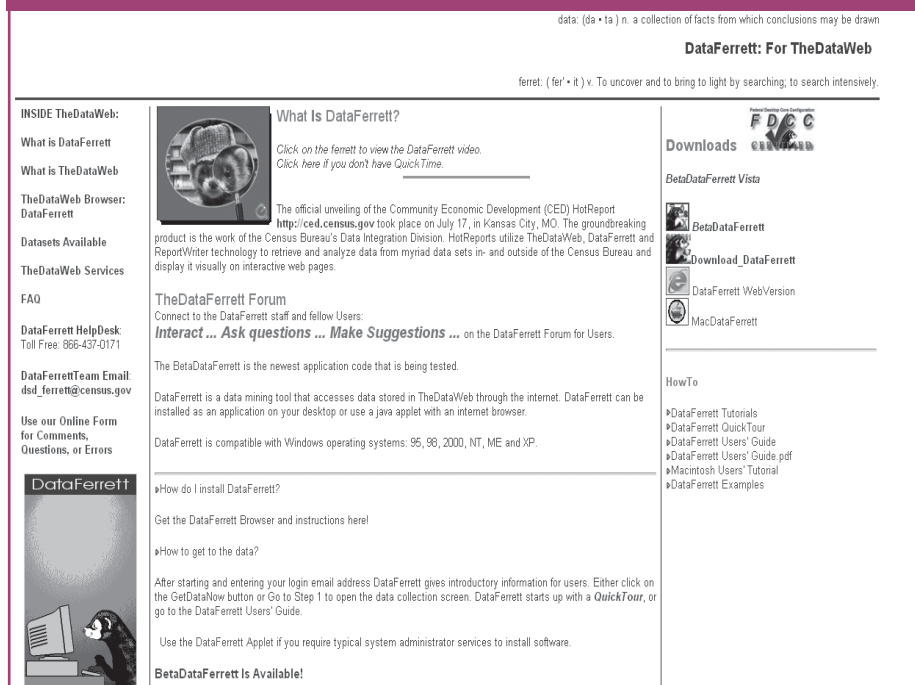 data: (da • ta ) n. a collection of facts from which conclusions may be drawn
DataFerrett: For TheDataWeb
ferret: ( fer' • it ) v. To uncover and to bring to light by searching; to search intensively.
INSIDE TheDataWeb:
What is DataFerrett
What is TheDataWeb
TheDataWeb Browser:
DataFerrett
Datasets Available
TheDataWeb Services
FAQ
DataFerrett HelpDesk:
Toll Free: 866-437-0171
DataFerrettTeam Email:
dsd_ferrett@census.gov
Use our Online Form
for Comments,
Questions, or Errors
DataFerrett
What Is DataFerrett?
Click on the ferrett to view the DataFerrett video.
Click here if you don't have QuickTime.
The official unveiling of the Community Economic Development (CED) HotReport
http://ced.census.gov took place on July 17, in Kansas City, MO. The groundbreaking
product is the work of the Census Bureau's Data Integration Division. HotReports utilize TheDataWeb, DataFerrett and
ReportWriter technology to retrieve and analyze data from myriad data sets in- and outside of the Census Bureau and
display it visually on interactive web pages.
TheDataFerrett Forum
Connect to the DataFerrett staff and fellow Users:
Interact ... Ask questions ... Make Suggestions ... on the DataFerrett Forum for Users.
The BetaDataFerrett is the newest application code that is being tested.
DataFerrett is a data mining tool that accesses data stored in TheDataWeb through the internet. DataFerrett can be
installed as an application on your desktop or use a java applet with an internet browser.
DataFerrett is compatible with Windows operating systems: 95, 98, 2000, NT, ME and XP.
How do I install DataFerrett?
Get the DataFerrett Browser and instructions here!
How to get to the data?
After starting and entering your login email address DataFerrett gives introductory information for users. Either click on
the GetDataNow button or Go to Step 1 to open the data collection screen. DataFerrett starts up with a QuickTour, or
go to the DataFerrett Users' Guide.
Use the DataFerrett Applet if you require typical system administrator services to install software.
BetaDataFerrett Is Available!
Federal Desktop Core Configuration
F D C C
CERTIFIED
Downloads
BetaDataFerrett Vista
BetaDataFerrett
Download_DataFerrett
DataFerrett WebVersion
MacDataFerrett
HowTo
DataFerrett Tutorials
DataFerrett QuickTour
DataFerrett Users' Guide
DataFerrett Users' Guide.pdf
Macintosh Users' Tutorial
DataFerrett Examples